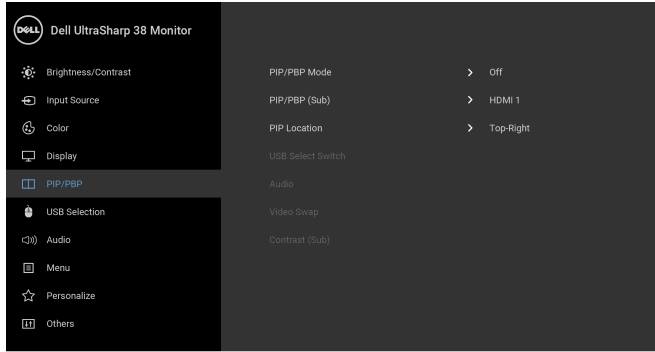 DELL Dell UltraSharp 38 Monitor
Brightness/Contrast PIP/PBP Mode Off
Input Source PIP/PBP (Sub) HDMI 1
Color PIP Location Top-Right
Display USB Select Switch
PIP/PBP Audio
USB Selection Video Swap
Audio Contrast (Sub)
Menu
Personalize
Others